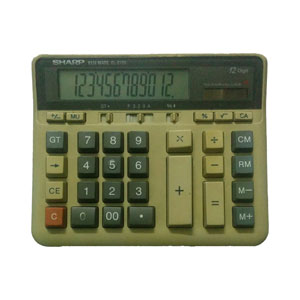 SHARP
123456789012
12 Digit
+/- MU % √ CA
GT 7 8 9 × ÷ CM
→ 4 5 6 − RM
CE 1 2 3 + = M−
C 0 00 • M+